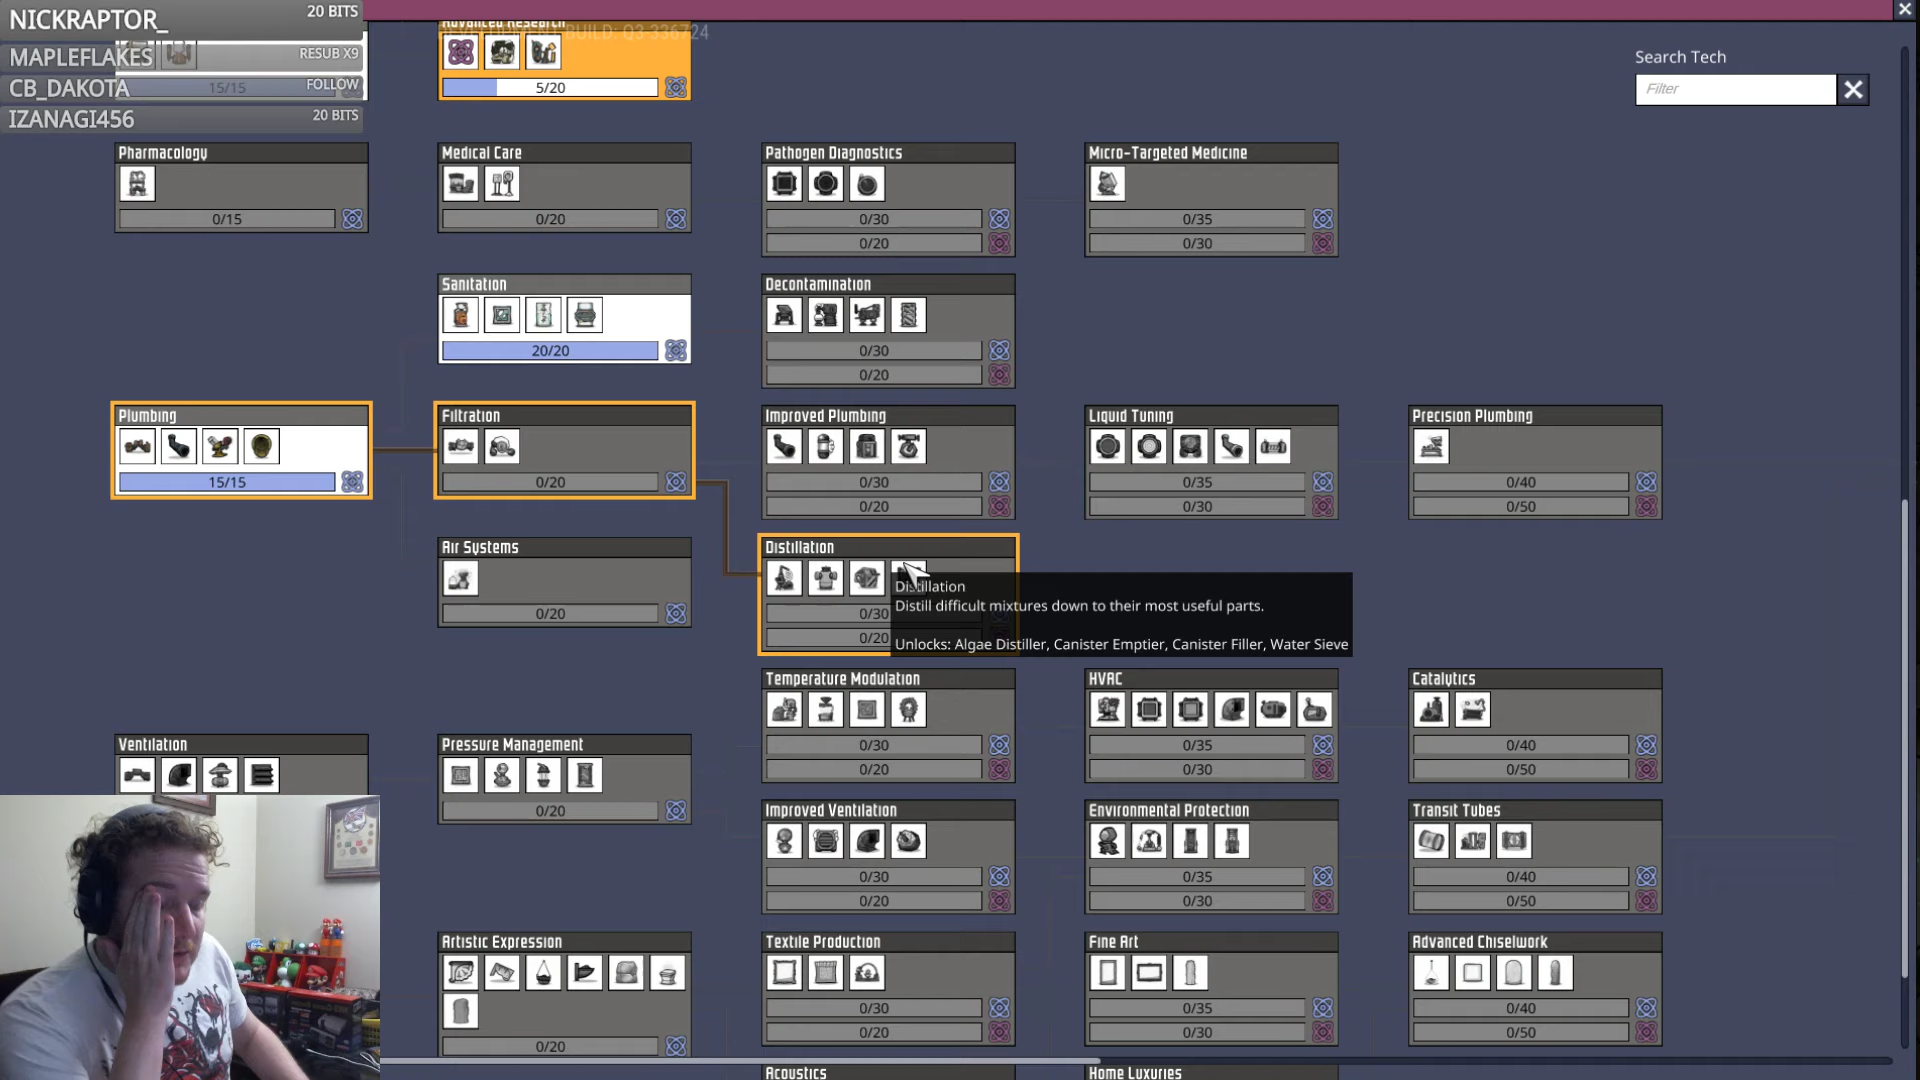 NICKRAPTOR_ 20 BITS
MAPLEFLAKES RESUB X9
CB_DAKOTA FOLLOW
IZANAGI456 20 BITS
15/15
Advanced Research
DEVELOPMENT BUILD: Q3-336724
5/20
Search Tech
Filter
Pharmacology
0/15
Medical Care
0/20
Pathogen Diagnostics
0/30
0/20
Micro-Targeted Medicine
0/35
0/30
Sanitation
20/20
Decontamination
0/30
0/20
Plumbing
15/15
Filtration
0/20
Improved Plumbing
0/30
0/20
Liquid Tuning
0/35
0/30
Precision Plumbing
0/40
0/50
Air Systems
0/20
Distillation
0/30
0/20
Distillation
Distill difficult mixtures down to their most useful parts.
Unlocks: Algae Distiller, Canister Emptier, Canister Filler, Water Sieve
Temperature Modulation
0/30
0/20
HVAC
0/35
0/30
Catalytics
0/40
0/50
Ventilation
Pressure Management
0/20
Improved Ventilation
0/30
0/20
Environmental Protection
0/35
0/30
Transit Tubes
0/40
0/50
Artistic Expression
0/20
Textile Production
0/30
0/20
Fine Art
0/35
0/30
Advanced Chiselwork
0/40
0/50
Acoustics
Home Luxuries